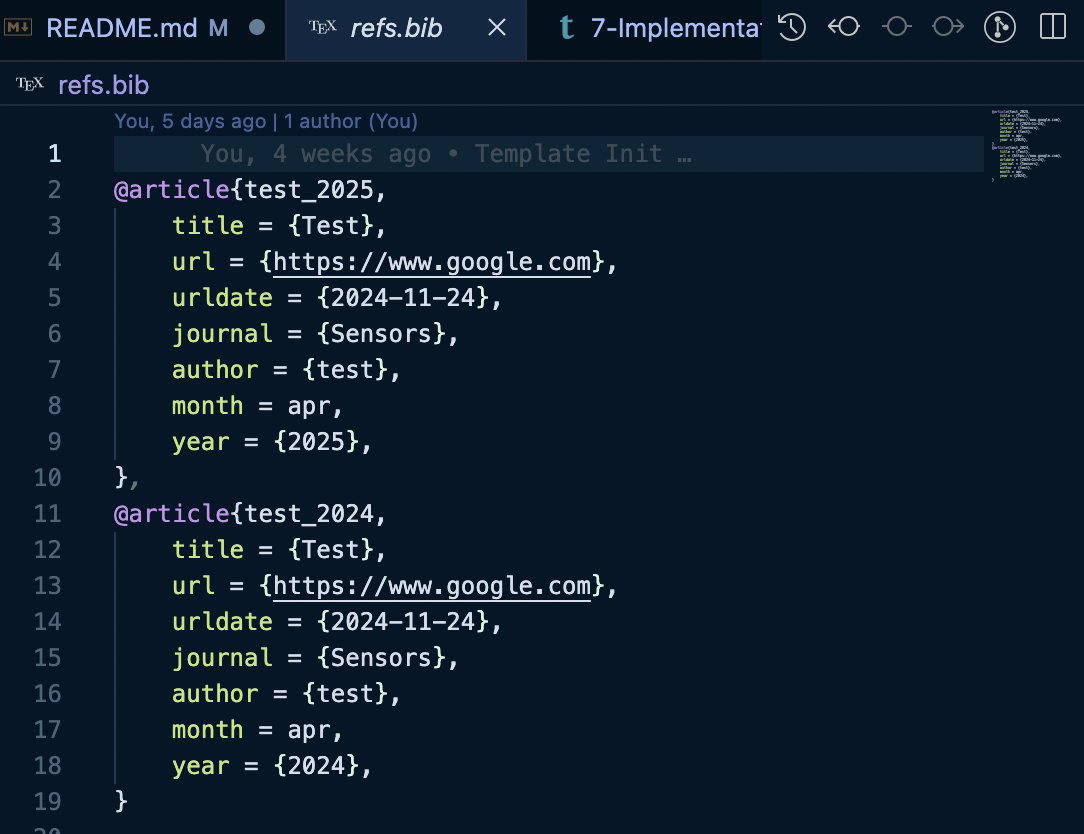 README.md M
TEX refs.bib
t 7-Implementa
TEX refs.bib
You, 5 days ago | 1 author (You)
1 You, 4 weeks ago • Template Init …
2 @article{test_2025,
3 title = {Test},
4 url = {https://www.google.com},
5 urldate = {2024-11-24},
6 journal = {Sensors},
7 author = {test},
8 month = apr,
9 year = {2025},
10 },
11 @article{test_2024,
12 title = {Test},
13 url = {https://www.google.com},
14 urldate = {2024-11-24},
15 journal = {Sensors},
16 author = {test},
17 month = apr,
18 year = {2024},
19 }